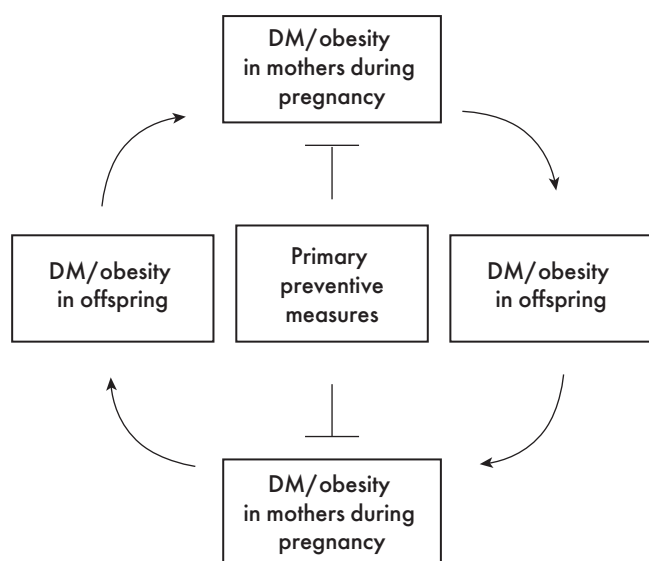 DM/obesity
in mothers during
pregnancy
DM/obesity
in offspring
Primary
preventive
measures
DM/obesity
in offspring
DM/obesity
in mothers during
pregnancy